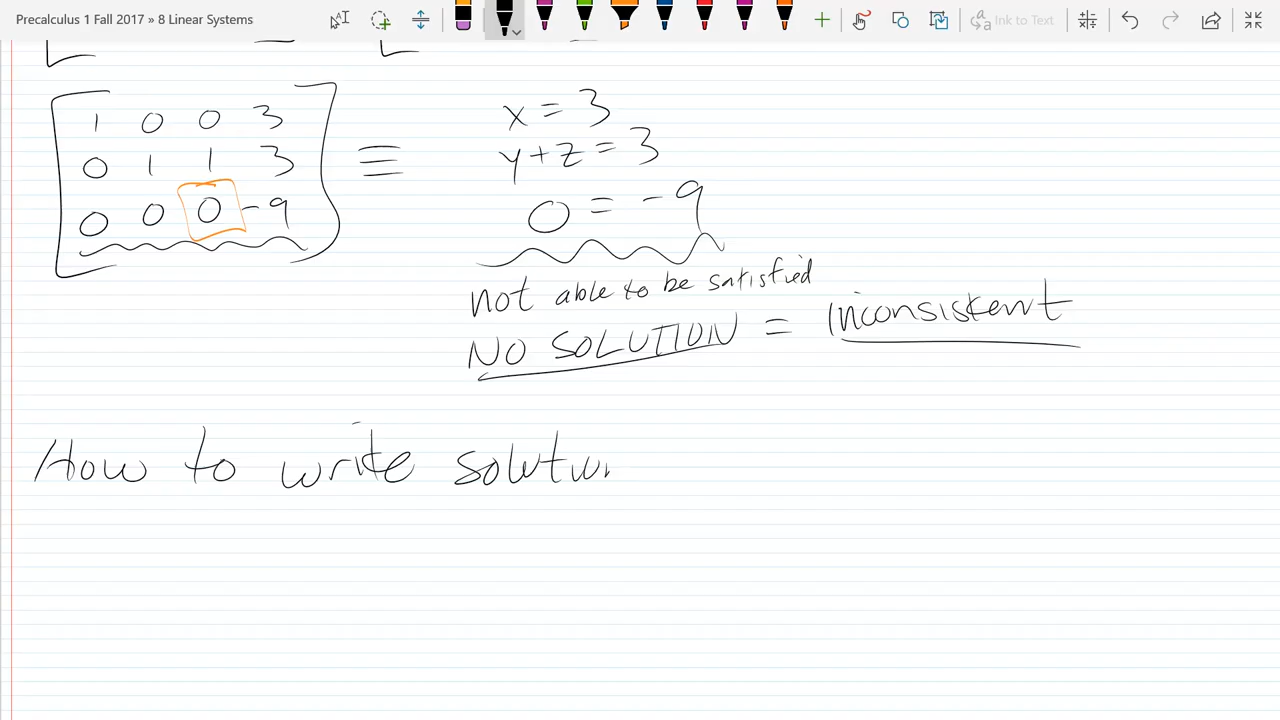 Precalculus 1 Fall 2017 » 8 Linear Systems
Ink to Text
1 0 0 3
0 1 1 3
0 0 0 -9
≡
x = 3
y+z = 3
0 = -9
not able to be satisfied
NO SOLUTION = inconsistent
How to write solution